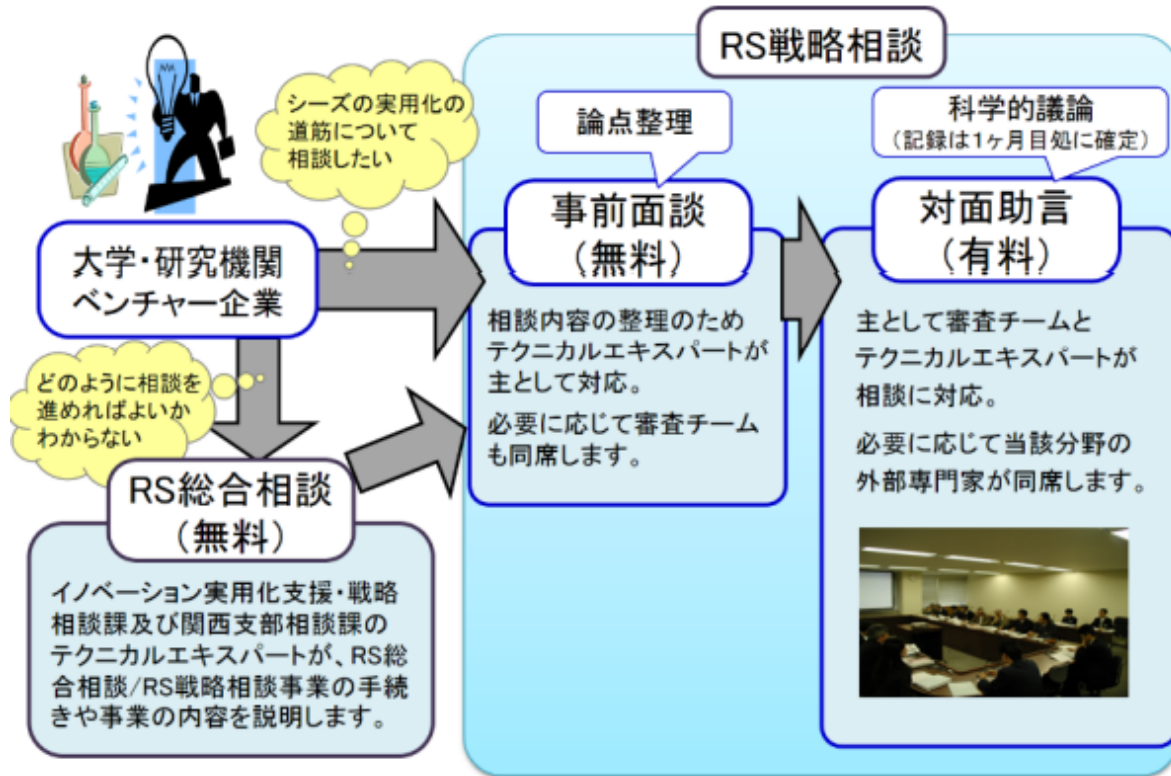 RS戦略相談
シーズの実用化の
道筋について
相談したい
論点整理
科学的議論
（記録は1ヶ月目処に確定）
大学・研究機関
ベンチャー企業
事前面談
（無料）
対面助言
（有料）
相談内容の整理のため
テクニカルエキスパートが
主として対応。
必要に応じて審査チーム
も同席します。
主として審査チームと
テクニカルエキスパートが
相談に対応。
必要に応じて当該分野の
外部専門家が同席します。
どのように相談を
進めればよいか
わからない
RS総合相談
（無料）
イノベーション実用化支援・戦略
相談課及び関西支部相談課の
テクニカルエキスパートが、RS総
合相談/RS戦略相談事業の手続
きや事業の内容を説明します。